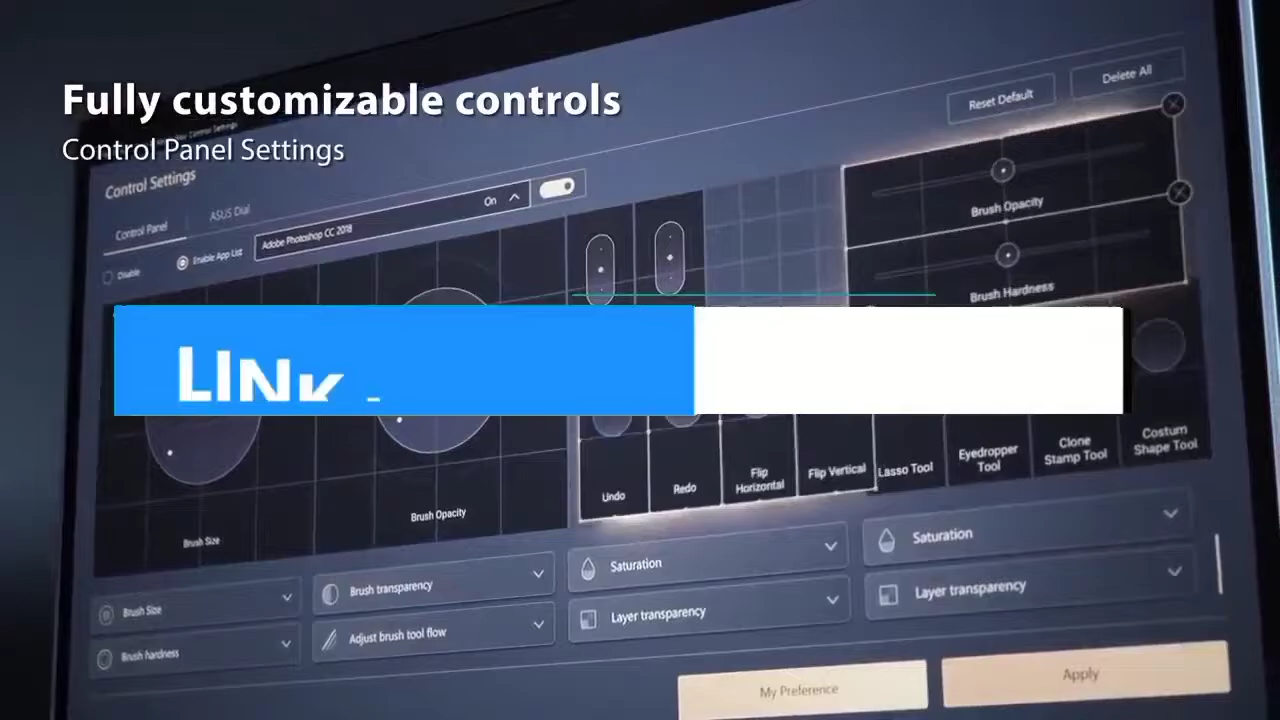 Fully customizable controls
Control Panel Settings
Control Settings
Reset Default
Delete All
Control Panel
ASUS Dial
Disable
Enable App List
Adobe Photoshop CC 2018
On
Brush Opacity
Brush Hardness
LINK
Undo
Redo
Flip Horizontal
Flip Vertical
Lasso Tool
Eyedropper Tool
Clone Stamp Tool
Costum Shape Tool
Brush Size
Brush Opacity
Brush Size
Brush transparency
Saturation
Saturation
Brush hardness
Adjust brush tool flow
Layer transparency
Layer transparency
My Preference
Apply